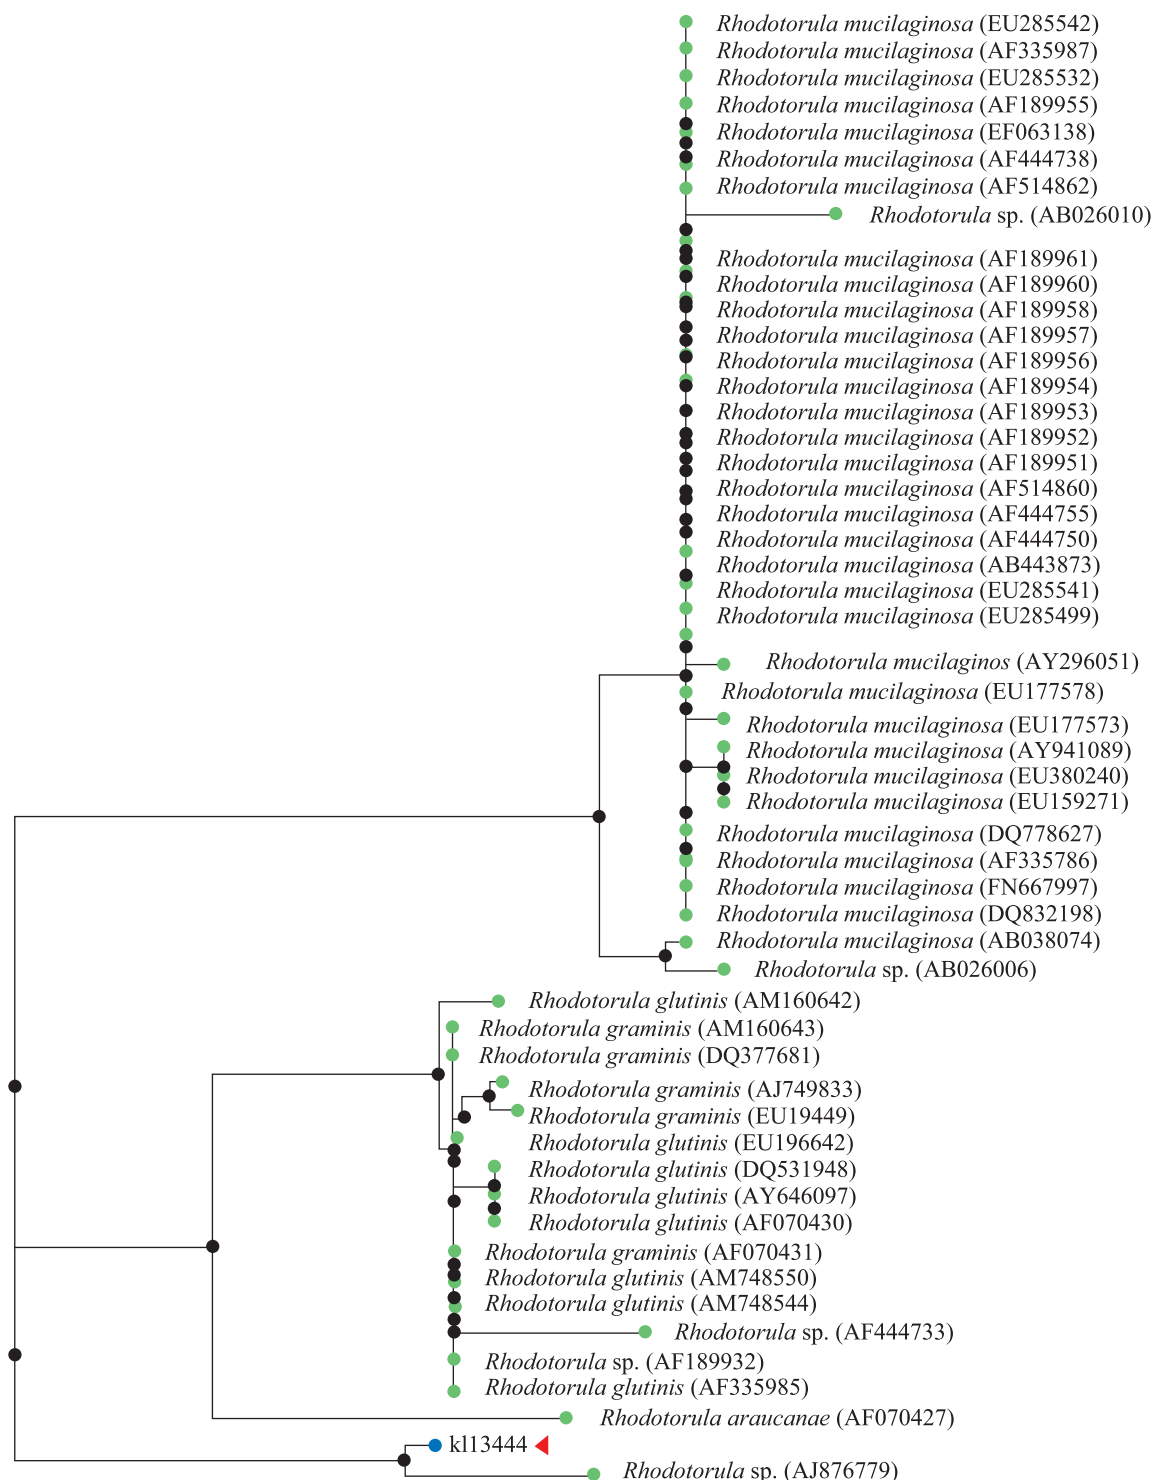 Rhodotorula mucilaginosa (EU285542)
Rhodotorula mucilaginosa (AF335987)
Rhodotorula mucilaginosa (EU285532)
Rhodotorula mucilaginosa (AF189955)
Rhodotorula mucilaginosa (EF063138)
Rhodotorula mucilaginosa (AF444738)
Rhodotorula mucilaginosa (AF514862)
Rhodotorula sp. (AB026010)
Rhodotorula mucilaginosa (AF189961)
Rhodotorula mucilaginosa (AF189960)
Rhodotorula mucilaginosa (AF189958)
Rhodotorula mucilaginosa (AF189957)
Rhodotorula mucilaginosa (AF189956)
Rhodotorula mucilaginosa (AF189954)
Rhodotorula mucilaginosa (AF189953)
Rhodotorula mucilaginosa (AF189952)
Rhodotorula mucilaginosa (AF189951)
Rhodotorula mucilaginosa (AF514860)
Rhodotorula mucilaginosa (AF444755)
Rhodotorula mucilaginosa (AF444750)
Rhodotorula mucilaginosa (AB443873)
Rhodotorula mucilaginosa (EU285541)
Rhodotorula mucilaginosa (EU285499)
Rhodotorula mucilaginos (AY296051)
Rhodotorula mucilaginosa (EU177578)
Rhodotorula mucilaginosa (EU177573)
Rhodotorula mucilaginosa (AY941089)
Rhodotorula mucilaginosa (EU380240)
Rhodotorula mucilaginosa (EU159271)
Rhodotorula mucilaginosa (DQ778627)
Rhodotorula mucilaginosa (AF335786)
Rhodotorula mucilaginosa (FN667997)
Rhodotorula mucilaginosa (DQ832198)
Rhodotorula mucilaginosa (AB038074)
Rhodotorula sp. (AB026006)
Rhodotorula glutinis (AM160642)
Rhodotorula graminis (AM160643)
Rhodotorula graminis (DQ377681)
Rhodotorula graminis (AJ749833)
Rhodotorula graminis (EU19449)
Rhodotorula glutinis (EU196642)
Rhodotorula glutinis (DQ531948)
Rhodotorula glutinis (AY646097)
Rhodotorula glutinis (AF070430)
Rhodotorula graminis (AF070431)
Rhodotorula glutinis (AM748550)
Rhodotorula glutinis (AM748544)
Rhodotorula sp. (AF444733)
Rhodotorula sp. (AF189932)
Rhodotorula glutinis (AF335985)
Rhodotorula araucanae (AF070427)
kl13444
Rhodotorula sp. (AJ876779)